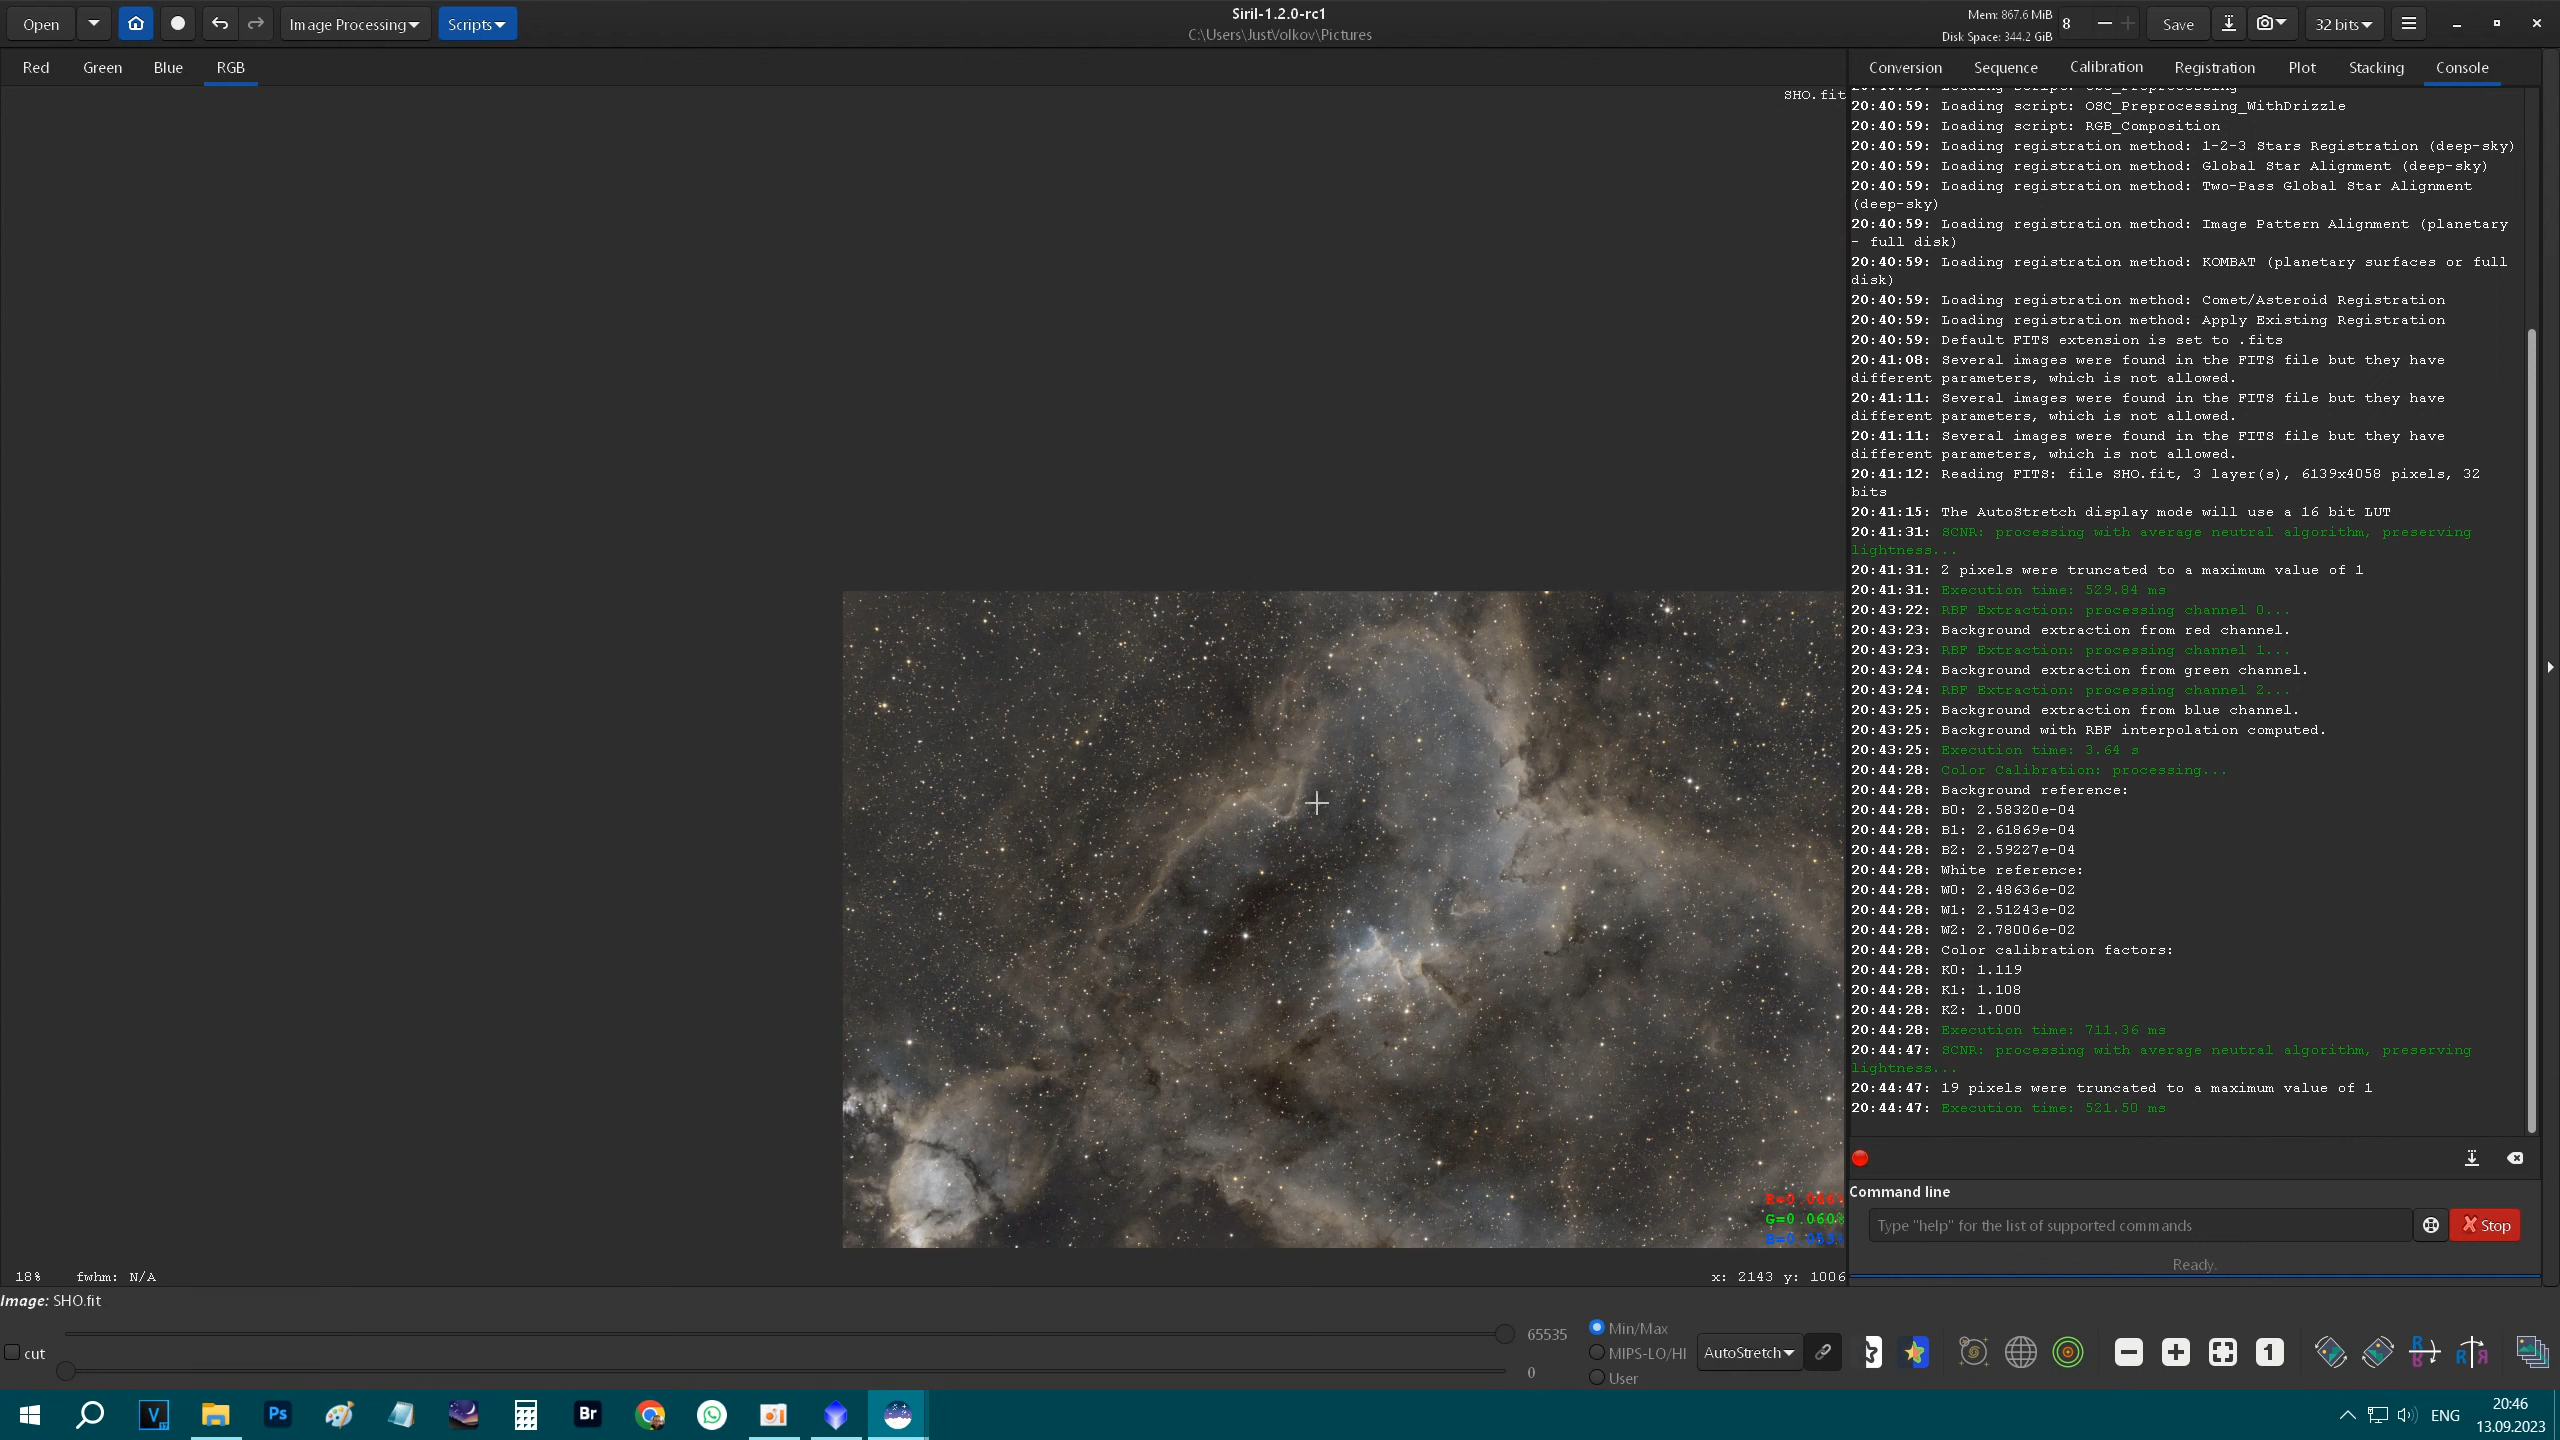 Open
Image Processing
Scripts
Siril-1.2.0-rc1
C:\Users\JustVolkov\Pictures
Mem: 867.6 MiB
Disk Space: 344.2 GiB
8
Save
32 bits
Red
Green
Blue
RGB
Conversion
Sequence
Calibration
Registration
Plot
Stacking
Console
SHO.fit
20:40:59: Loading script: OSC_Preprocessing
20:40:59: Loading script: OSC_Preprocessing_WithDrizzle
20:40:59: Loading script: RGB_Composition
20:40:59: Loading registration method: 1-2-3 Stars Registration (deep-sky)
20:40:59: Loading registration method: Global Star Alignment (deep-sky)
20:40:59: Loading registration method: Two-Pass Global Star Alignment
(deep-sky)
20:40:59: Loading registration method: Image Pattern Alignment (planetary
- full disk)
20:40:59: Loading registration method: KOMBAT (planetary surfaces or full
disk)
20:40:59: Loading registration method: Comet/Asteroid Registration
20:40:59: Loading registration method: Apply Existing Registration
20:40:59: Default FITS extension is set to .fits
20:41:08: Several images were found in the FITS file but they have
different parameters, which is not allowed.
20:41:11: Several images were found in the FITS file but they have
different parameters, which is not allowed.
20:41:11: Several images were found in the FITS file but they have
different parameters, which is not allowed.
20:41:12: Reading FITS: file SHO.fit, 3 layer(s), 6139x4058 pixels, 32
bits
20:41:15: The AutoStretch display mode will use a 16 bit LUT
20:41:31: SCNR: processing with average neutral algorithm, preserving
lightness...
20:41:31: 2 pixels were truncated to a maximum value of 1
20:41:31: Execution time: 529.84 ms
20:43:22: RBF Extraction: processing channel 0...
20:43:23: Background extraction from red channel.
20:43:23: RBF Extraction: processing channel 1...
20:43:24: Background extraction from green channel.
20:43:24: RBF Extraction: processing channel 2...
20:43:25: Background extraction from blue channel.
20:43:25: Background with RBF interpolation computed.
20:43:25: Execution time: 3.64 s
20:44:28: Color Calibration: processing...
20:44:28: Background reference:
20:44:28: B0: 2.58320e-04
20:44:28: B1: 2.61869e-04
20:44:28: B2: 2.59227e-04
20:44:28: White reference:
20:44:28: W0: 2.48636e-02
20:44:28: W1: 2.51243e-02
20:44:28: W2: 2.78006e-02
20:44:28: Color calibration factors:
20:44:28: K0: 1.119
20:44:28: K1: 1.108
20:44:28: K2: 1.000
20:44:28: Execution time: 711.36 ms
20:44:47: SCNR: processing with average neutral algorithm, preserving
lightness...
20:44:47: 19 pixels were truncated to a maximum value of 1
20:44:47: Execution time: 521.50 ms
Command line
Type "help" for the list of supported commands
Stop
Ready.
G=0.060%
18%
fwhm: N/A
x: 2143 y: 1006
Image: SHO.fit
cut
65535
0
Min/Max
MIPS-LO/HI
User
AutoStretch
1
V
Ps
Br
ENG
20:46
13.09.2023